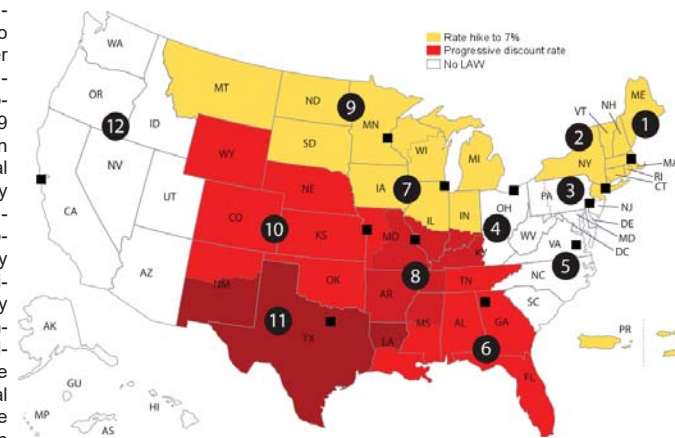 Rate hike to 7%
Progressive discount rate
No LAW
WA
ME
MT
ND
VT
NH
1
OR
9
MN
2
12
ID
SD
WI
NY
MA
MI
RI
WY
CT
7
IA
3
PA
NE
NV
OH
NJ
IL
IN
UT
4
DE
MD
CA
CO
10
KS
MO
WV
VA
DC
KY
5
8
NC
AZ
OK
TN
NM
AR
SC
11
MS
AL
GA
AK
TX
LA
6
PR
GU
FL
HI
MP
AS